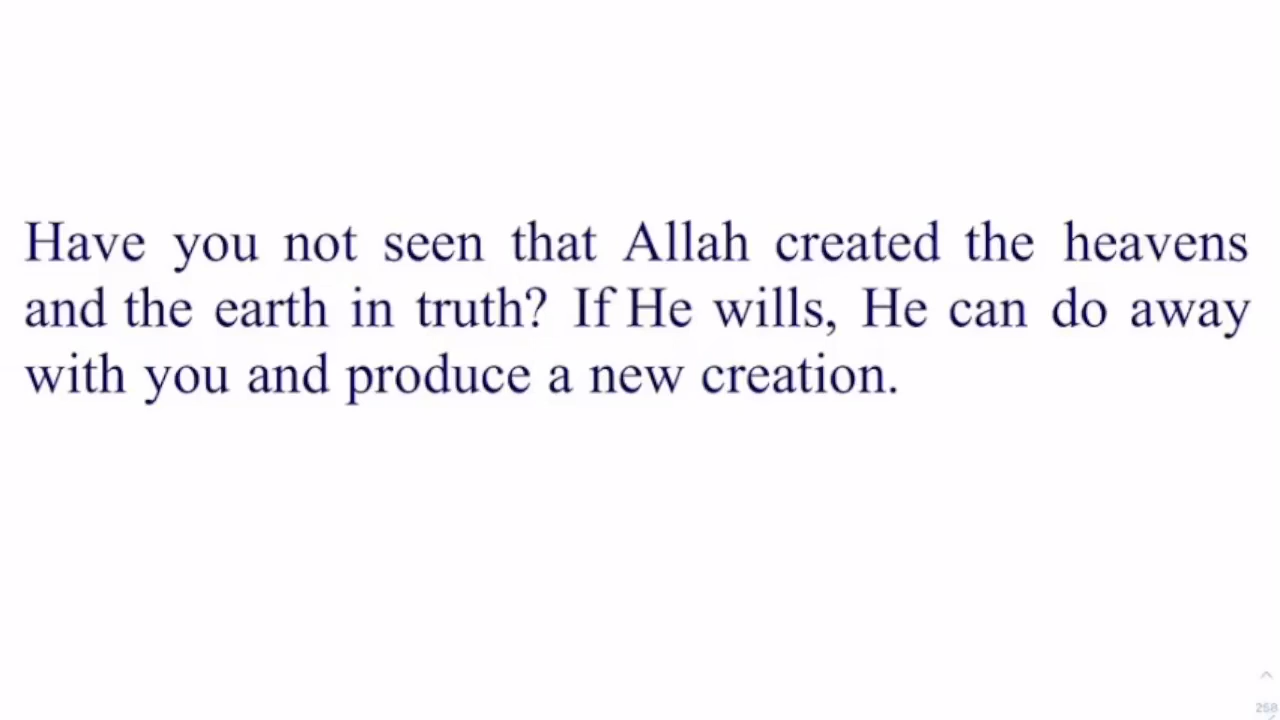 Have you not seen that Allah created the heavens
and the earth in truth? If He wills, He can do away
with you and produce a new creation.
258